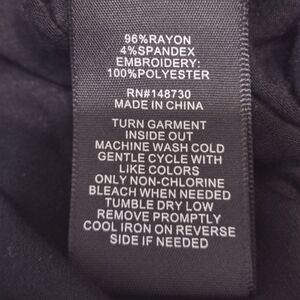 96%RAYON
4%SPANDEX
EMBROIDERY:
100%POLYESTER
RN#148730
MADE IN CHINA
TURN GARMENT
INSIDE OUT
MACHINE WASH COLD
GENTLE CYCLE WITH
LIKE COLORS
ONLY NON-CHLORINE
BLEACH WHEN NEEDED
TUMBLE DRY LOW
REMOVE PROMPTLY
COOL IRON ON REVERSE
SIDE IF NEEDED